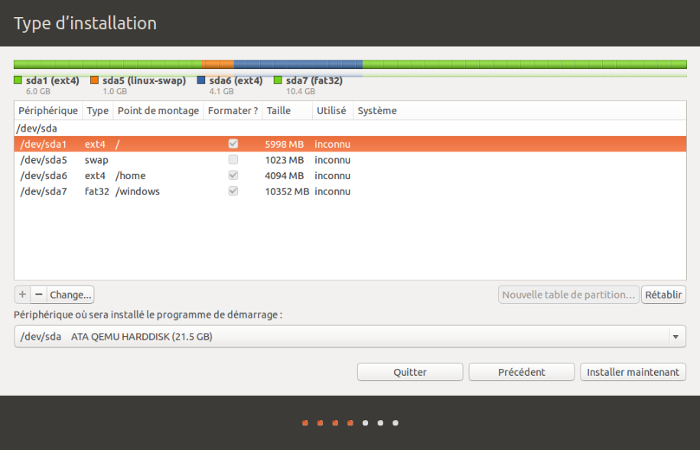 Type d’installation
sda1 (ext4) sda5 (linux-swap) sda6 (ext4) sda7 (fat32)
6.0 GB 1.0 GB 4.1 GB 10.4 GB
Périphérique Type Point de montage Formater ? Taille Utilisé Système
/dev/sda
/dev/sda1 ext4 / 5998 MB inconnu
/dev/sda5 swap 1023 MB inconnu
/dev/sda6 ext4 /home 4094 MB inconnu
/dev/sda7 fat32 /windows 10352 MB inconnu
+ − Change... Nouvelle table de partition... Rétablir
Périphérique où sera installé le programme de démarrage :
/dev/sda ATA QEMU HARDDISK (21.5 GB)
Quitter Précédent Installer maintenant